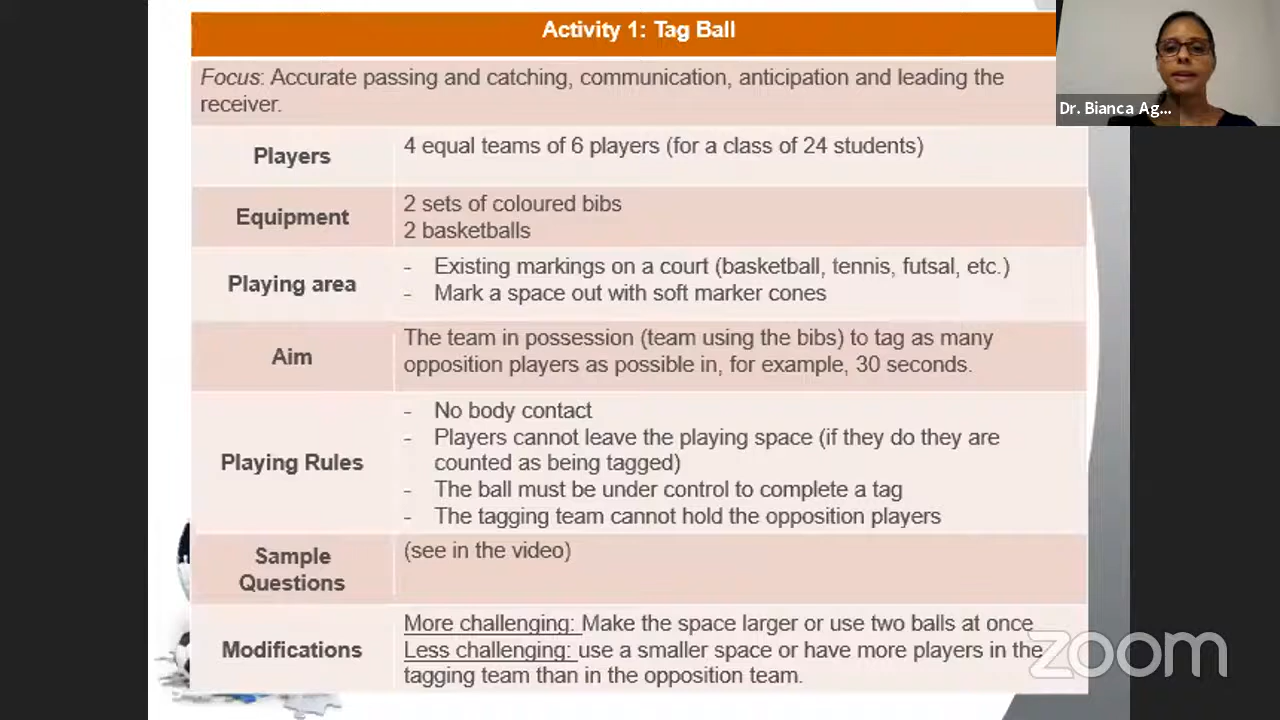 Activity 1: Tag Ball
Focus: Accurate passing and catching, communication, anticipation and leading the
receiver.
Players
4 equal teams of 6 players (for a class of 24 students)
Equipment
2 sets of coloured bibs
2 basketballs
Playing area
- Existing markings on a court (basketball, tennis, futsal, etc.)
- Mark a space out with soft marker cones
Aim
The team in possession (team using the bibs) to tag as many
opposition players as possible in, for example, 30 seconds.
Playing Rules
- No body contact
- Players cannot leave the playing space (if they do they are
counted as being tagged)
- The ball must be under control to complete a tag
- The tagging team cannot hold the opposition players
Sample
Questions
(see in the video)
Modifications
More challenging: Make the space larger or use two balls at once
Less challenging: use a smaller space or have more players in the
tagging team than in the opposition team.
Dr. Bianca Ag...
zoom